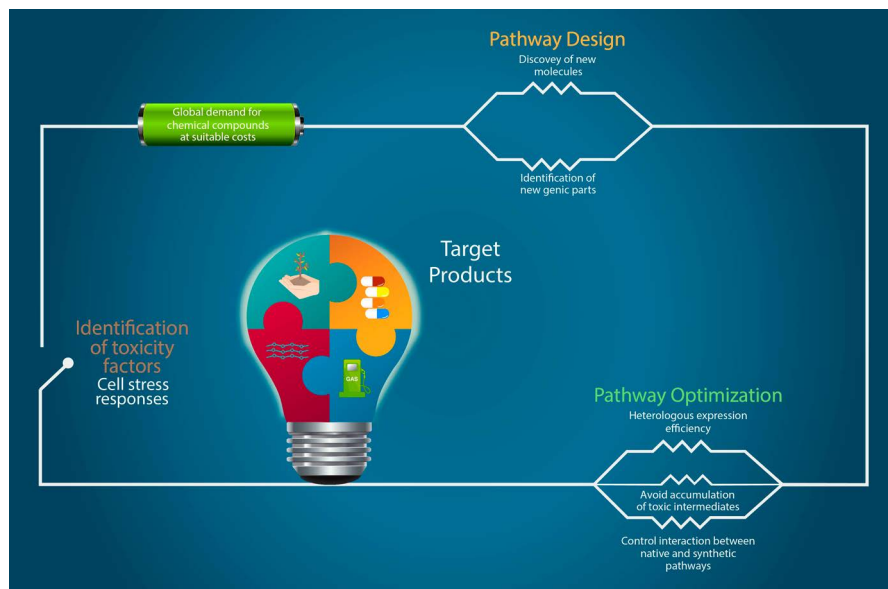 Pathway Design
Discovey of new
molecules
Global demand for
chemical compounds
at suitable costs
Identification of
new genic parts
Target
Products
Identification
of toxicity
factors
Cell stress
responses
GAS
Pathway Optimization
Heterologous expression
efficiency
Avoid accumulation
of toxic intermediates
Control interaction between
native and synthetic
pathways